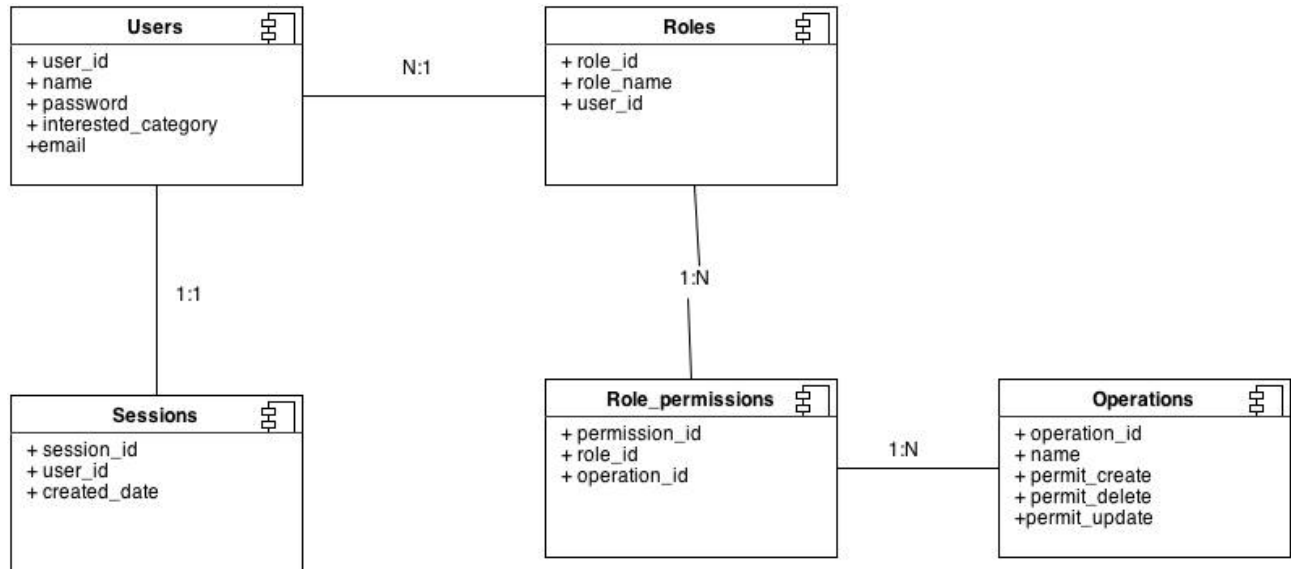 Users
+ user_id
+ name
+ password
+ interested_category
+email
N:1
Roles
+ role_id
+ role_name
+ user_id
1:1
1:N
Sessions
+ session_id
+ user_id
+ created_date
Role_permissions
+ permission_id
+ role_id
+ operation_id
1:N
Operations
+ operation_id
+ name
+ permit_create
+ permit_delete
+permit_update